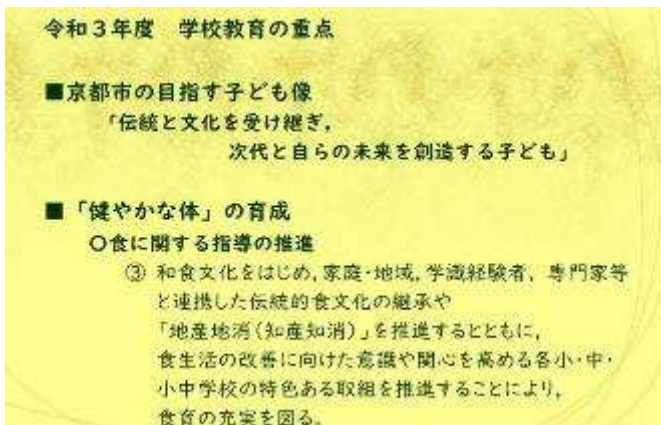 令和3年度　学校教育の重点
■京都市の目指す子ども像
「伝統と文化を受け継ぎ，
次代と自らの未来を創造する子ども」
■「健やかな体」の育成
〇食に関する指導の推進
③ 和食文化をはじめ，家庭・地域，学識経験者，専門家等
と連携した伝統的食文化の継承や
「地産地消（知産知消）」を推進するとともに，
食生活の改善に向けた意識や関心を高める各小・中・
小中学校の特色ある取組を推進することにより，
食育の充実を図る。